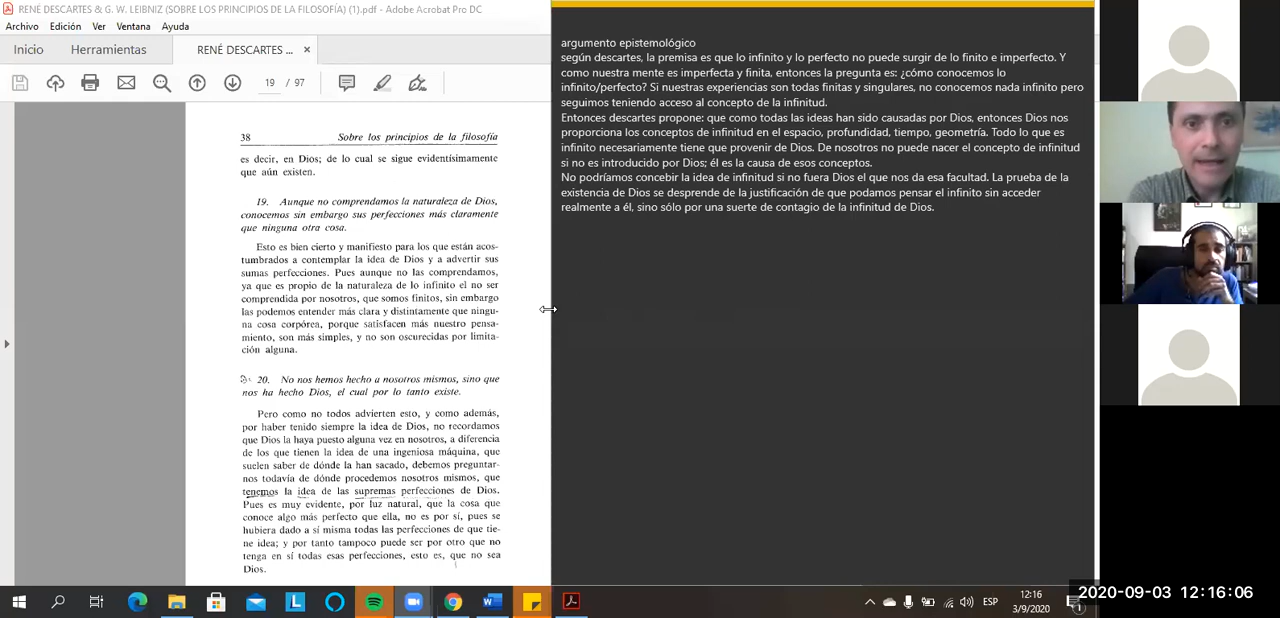 RENÉ DESCARTES & G. W. LEIBNIZ (SOBRE LOS PRINCIPIOS DE LA FILOSOFÍA) (1).pdf - Adobe Acrobat Pro DC
Archivo Edición Ver Ventana Ayuda
Inicio Herramientas RENÉ DESCARTES ... ×
19 / 97
38 Sobre los principios de la filosofía
es decir, en Dios; de lo cual se sigue evidentísimamente
que aún existen.
19. Aunque no comprendamos la naturaleza de Dios,
conocemos sin embargo sus perfecciones más claramente
que ninguna otra cosa.
Esto es bien cierto y manifiesto para los que están acos-
tumbrados a contemplar la idea de Dios y a advertir sus
sumas perfecciones. Pues aunque no las comprendamos,
ya que es propio de la naturaleza de lo infinito el no ser
comprendida por nosotros, que somos finitos, sin embargo
las podemos entender más clara y distintamente que ningu-
na cosa corpórea, porque satisfacen más nuestro pensa-
miento, son más simples, y no son oscurecidas por limita-
ción alguna.
20. No nos hemos hecho a nosotros mismos, sino que
nos ha hecho Dios, el cual por lo tanto existe.
Pero como no todos advierten esto, y como además,
por haber tenido siempre la idea de Dios, no recordamos
que Dios la haya puesto alguna vez en nosotros, a diferencia
de los que tienen la idea de una ingeniosa máquina, que
suelen saber de dónde la han sacado, debemos preguntar-
nos todavía de dónde procedemos nosotros mismos, que
tenemos la idea de las supremas perfecciones de Dios.
Pues es muy evidente, por luz natural, que la cosa que
conoce algo más perfecto que ella, no es por sí, pues se
hubiera dado a sí misma todas las perfecciones de que tie-
ne idea; y por tanto tampoco puede ser por otro que no
tenga en sí todas esas perfecciones, esto es, que no sea
Dios.
argumento epistemológico
según descartes, la premisa es que lo infinito y lo perfecto no puede surgir de lo finito e imperfecto. Y
como nuestra mente es imperfecta y finita, entonces la pregunta es: ¿cómo conocemos lo
infinito/perfecto? Si nuestras experiencias son todas finitas y singulares, no conocemos nada infinito pero
seguimos teniendo acceso al concepto de la infinitud.
Entonces descartes propone: que como todas las ideas han sido causadas por Dios, entonces Dios nos
proporciona los conceptos de infinitud en el espacio, profundidad, tiempo, geometría. Todo lo que es
infinito necesariamente tiene que provenir de Dios. De nosotros no puede nacer el concepto de infinitud
si no es introducido por Dios; él es la causa de esos conceptos.
No podríamos concebir la idea de infinitud si no fuera Dios el que nos da esa facultad. La prueba de la
existencia de Dios se desprende de la justificación de que podamos pensar el infinito sin acceder
realmente a él, sino sólo por una suerte de contagio de la infinitud de Dios.
ESP
12:16
3/9/2020
1
2020-09-03 12:16:06